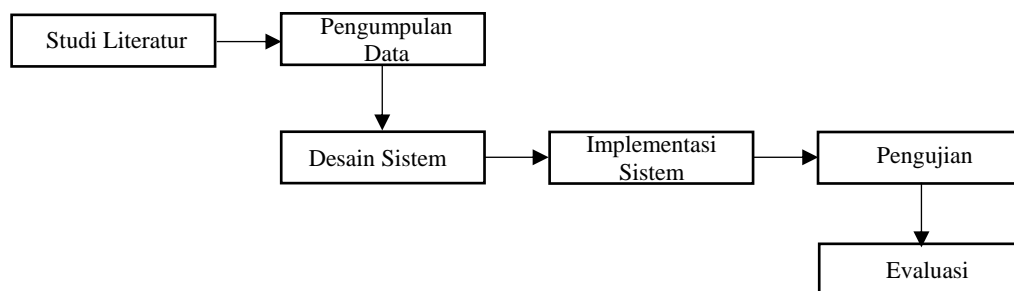 Studi Literatur
Pengumpulan
Data
Desain Sistem
Implementasi
Sistem
Pengujian
Evaluasi